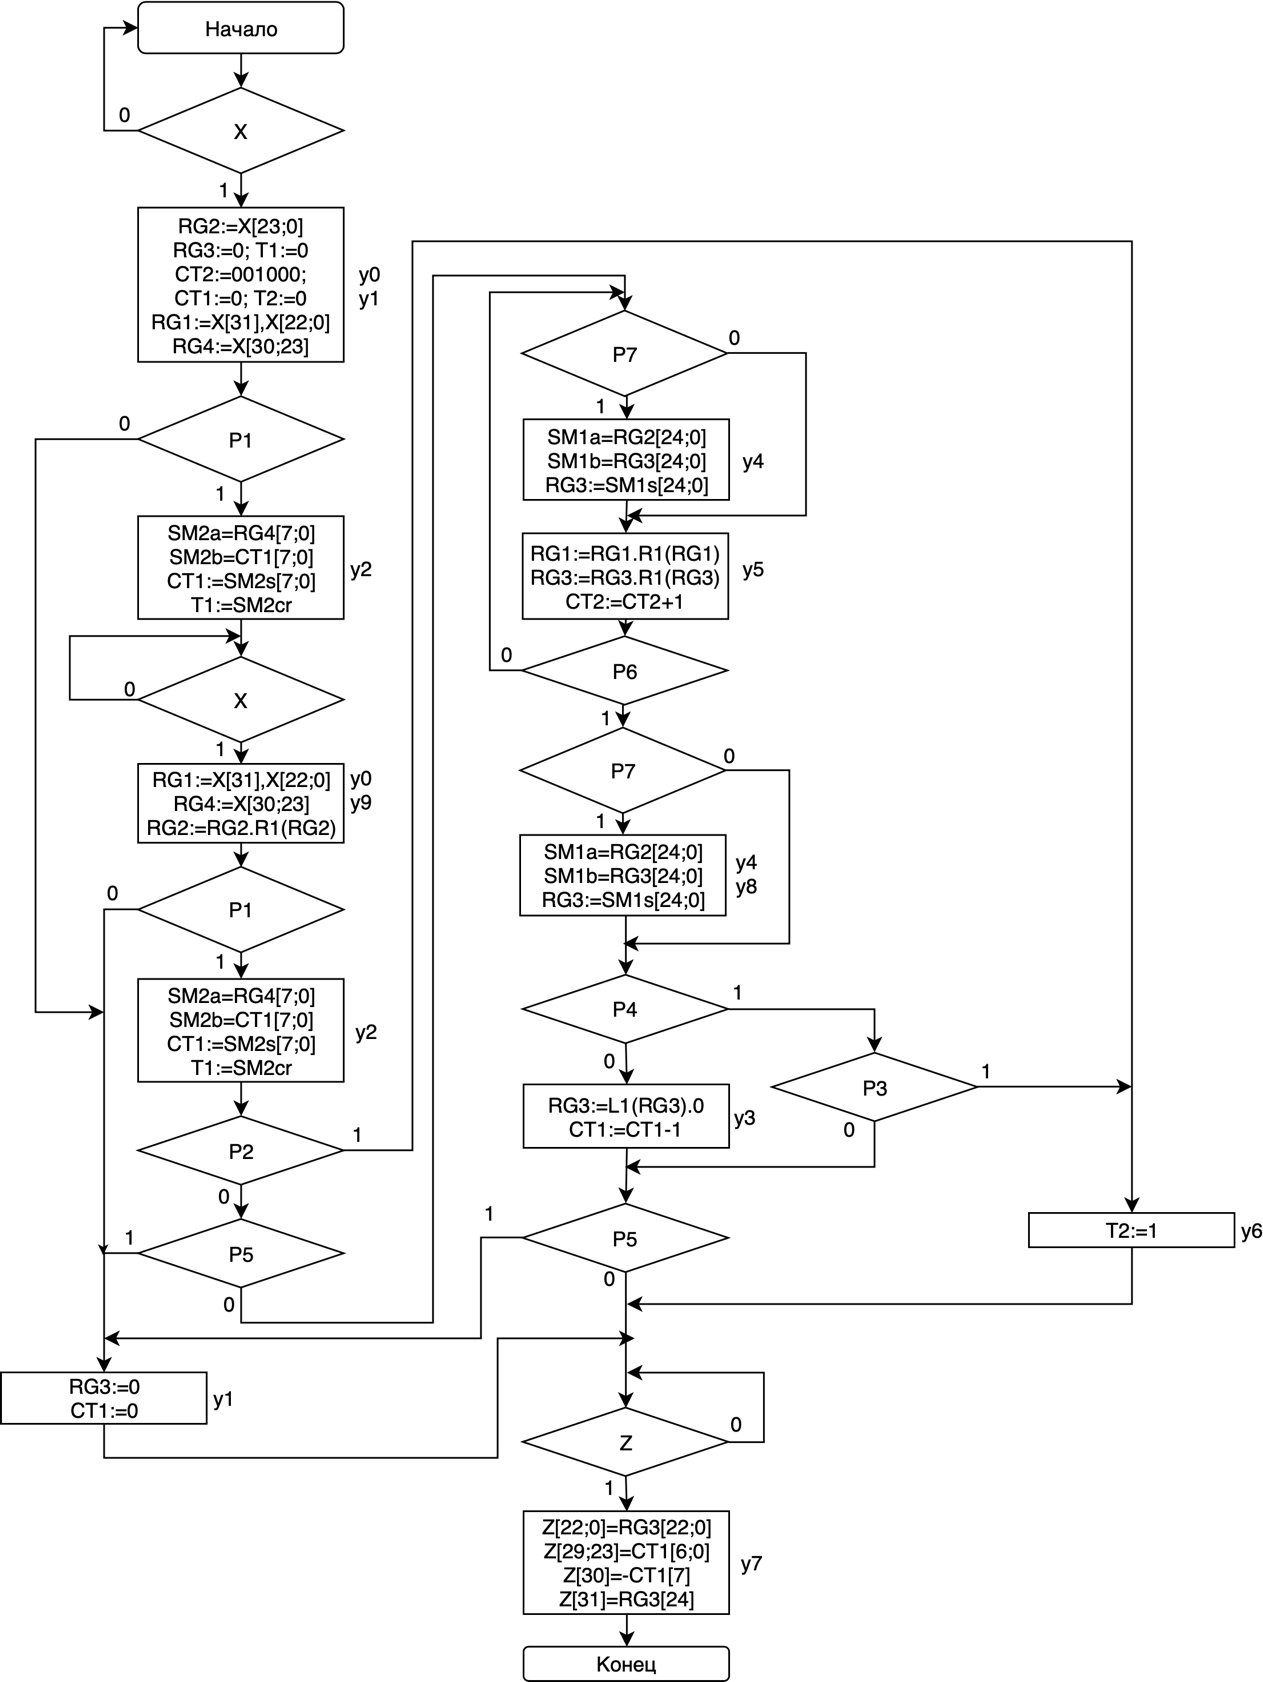 Начало
0
X
1
RG2:=X[23;0]
RG3:=0; T1:=0
CT2:=001000;
CT1:=0; T2:=0
RG1:=X[31],X[22;0]
RG4:=X[30;23]
y0
y1
0
P1
1
SM2a=RG4[7;0]
SM2b=CT1[7;0]
CT1:=SM2s[7;0]
T1:=SM2cr
y2
0
X
1
RG1:=X[31],X[22;0]
RG4:=X[30;23]
RG2:=RG2.R1(RG2)
y0
y9
0
P1
1
SM2a=RG4[7;0]
SM2b=CT1[7;0]
CT1:=SM2s[7;0]
T1:=SM2cr
y2
P2
1
0
1
P5
0
RG3:=0
CT1:=0
y1
P7
0
1
SM1a=RG2[24;0]
SM1b=RG3[24;0]
RG3:=SM1s[24;0]
y4
RG1:=RG1.R1(RG1)
RG3:=RG3.R1(RG3)
CT2:=CT2+1
y5
0
P6
1
P7
0
1
SM1a=RG2[24;0]
SM1b=RG3[24;0]
RG3:=SM1s[24;0]
y4
y8
P4
1
0
P3
1
0
RG3:=L1(RG3).0
CT1:=CT1-1
y3
1
P5
0
T2:=1
y6
Z
0
1
Z[22;0]=RG3[22;0]
Z[29;23]=CT1[6;0]
Z[30]=-CT1[7]
Z[31]=RG3[24]
y7
Конец